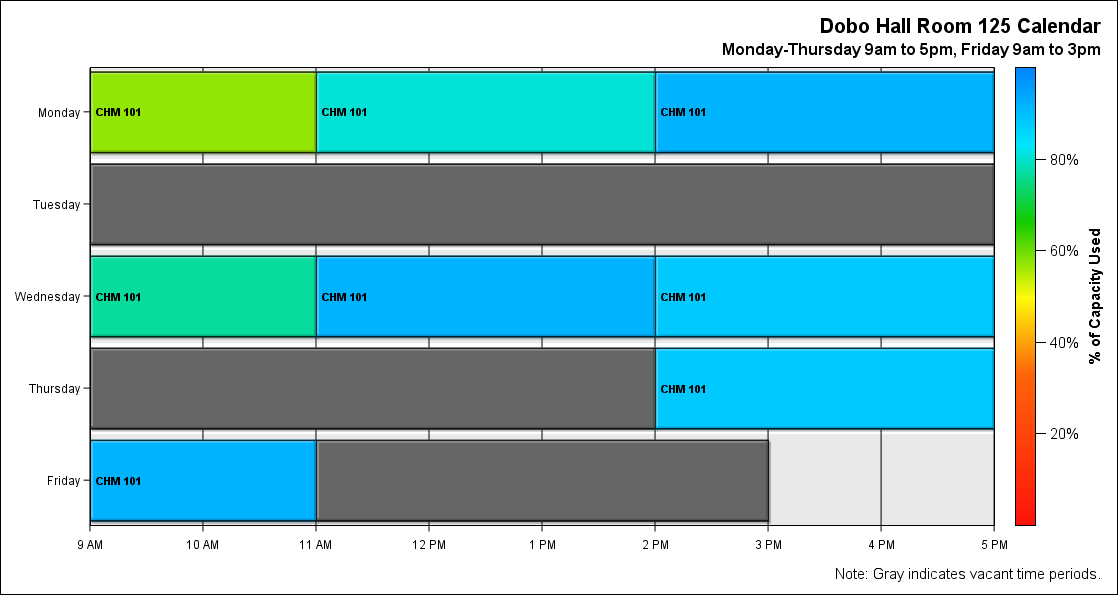 Dobo Hall Room 125 Calendar
Monday-Thursday 9am to 5pm, Friday 9am to 3pm
Monday
CHM 101
CHM 101
CHM 101
Tuesday
Wednesday
CHM 101
CHM 101
CHM 101
Thursday
CHM 101
Friday
CHM 101
9 AM
10 AM
11 AM
12 PM
1 PM
2 PM
3 PM
4 PM
5 PM
80%
60%
40%
20%
% of Capacity Used
Note: Gray indicates vacant time periods.